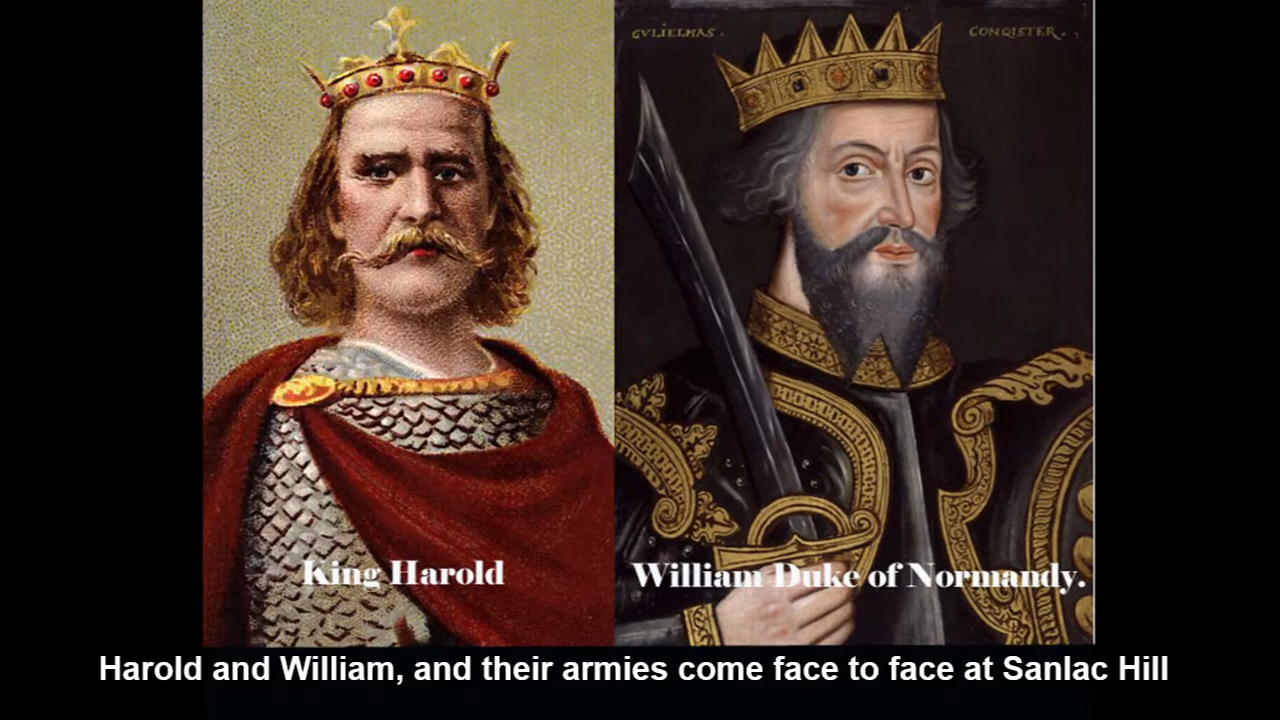 GVLIELMAS . CONQISTER . ,
King Harold
William Duke of Normandy.
Harold and William, and their armies come face to face at Sanlac Hill